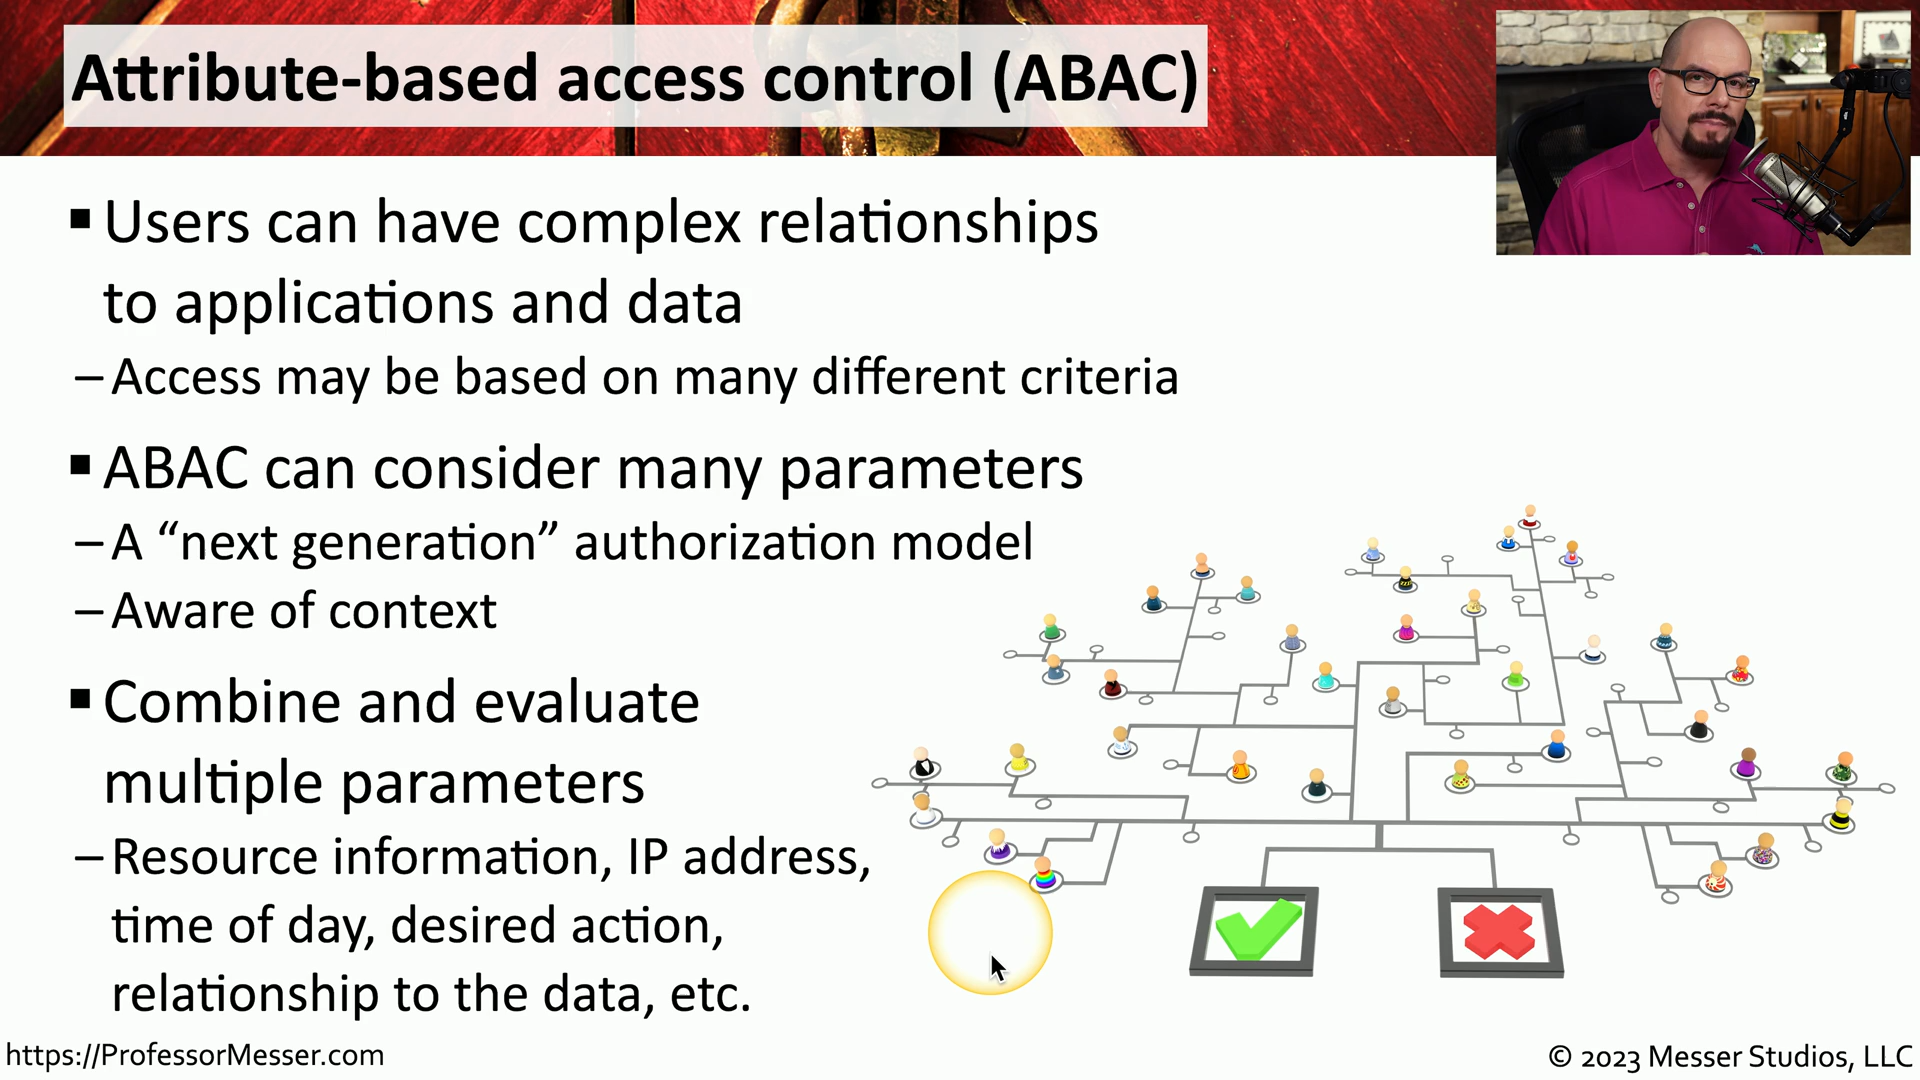 Attribute-based access control (ABAC)
▪ Users can have complex relationships
to applications and data
– Access may be based on many different criteria
▪ ABAC can consider many parameters
– A “next generation” authorization model
– Aware of context
▪ Combine and evaluate
multiple parameters
– Resource information, IP address,
time of day, desired action,
relationship to the data, etc.
https://ProfessorMesser.com
© 2023 Messer Studios, LLC